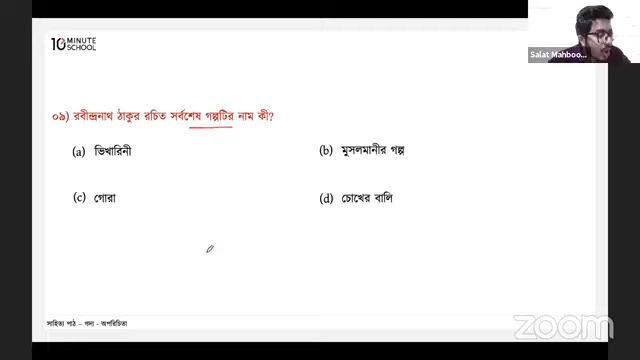 10 MINUTE
SCHOOL
Salat Mahboo...
০৯) রবীন্দ্রনাথ ঠাকুর রচিত সর্বশেষ গল্পটির নাম কী?
(a) ভিখারিনী
(b) মুসলমানীর গল্প
(c) গোরা
(d) চোখের বালি
সাহিত্য পাঠ – গদ্য - অপরিচিতা
zoom